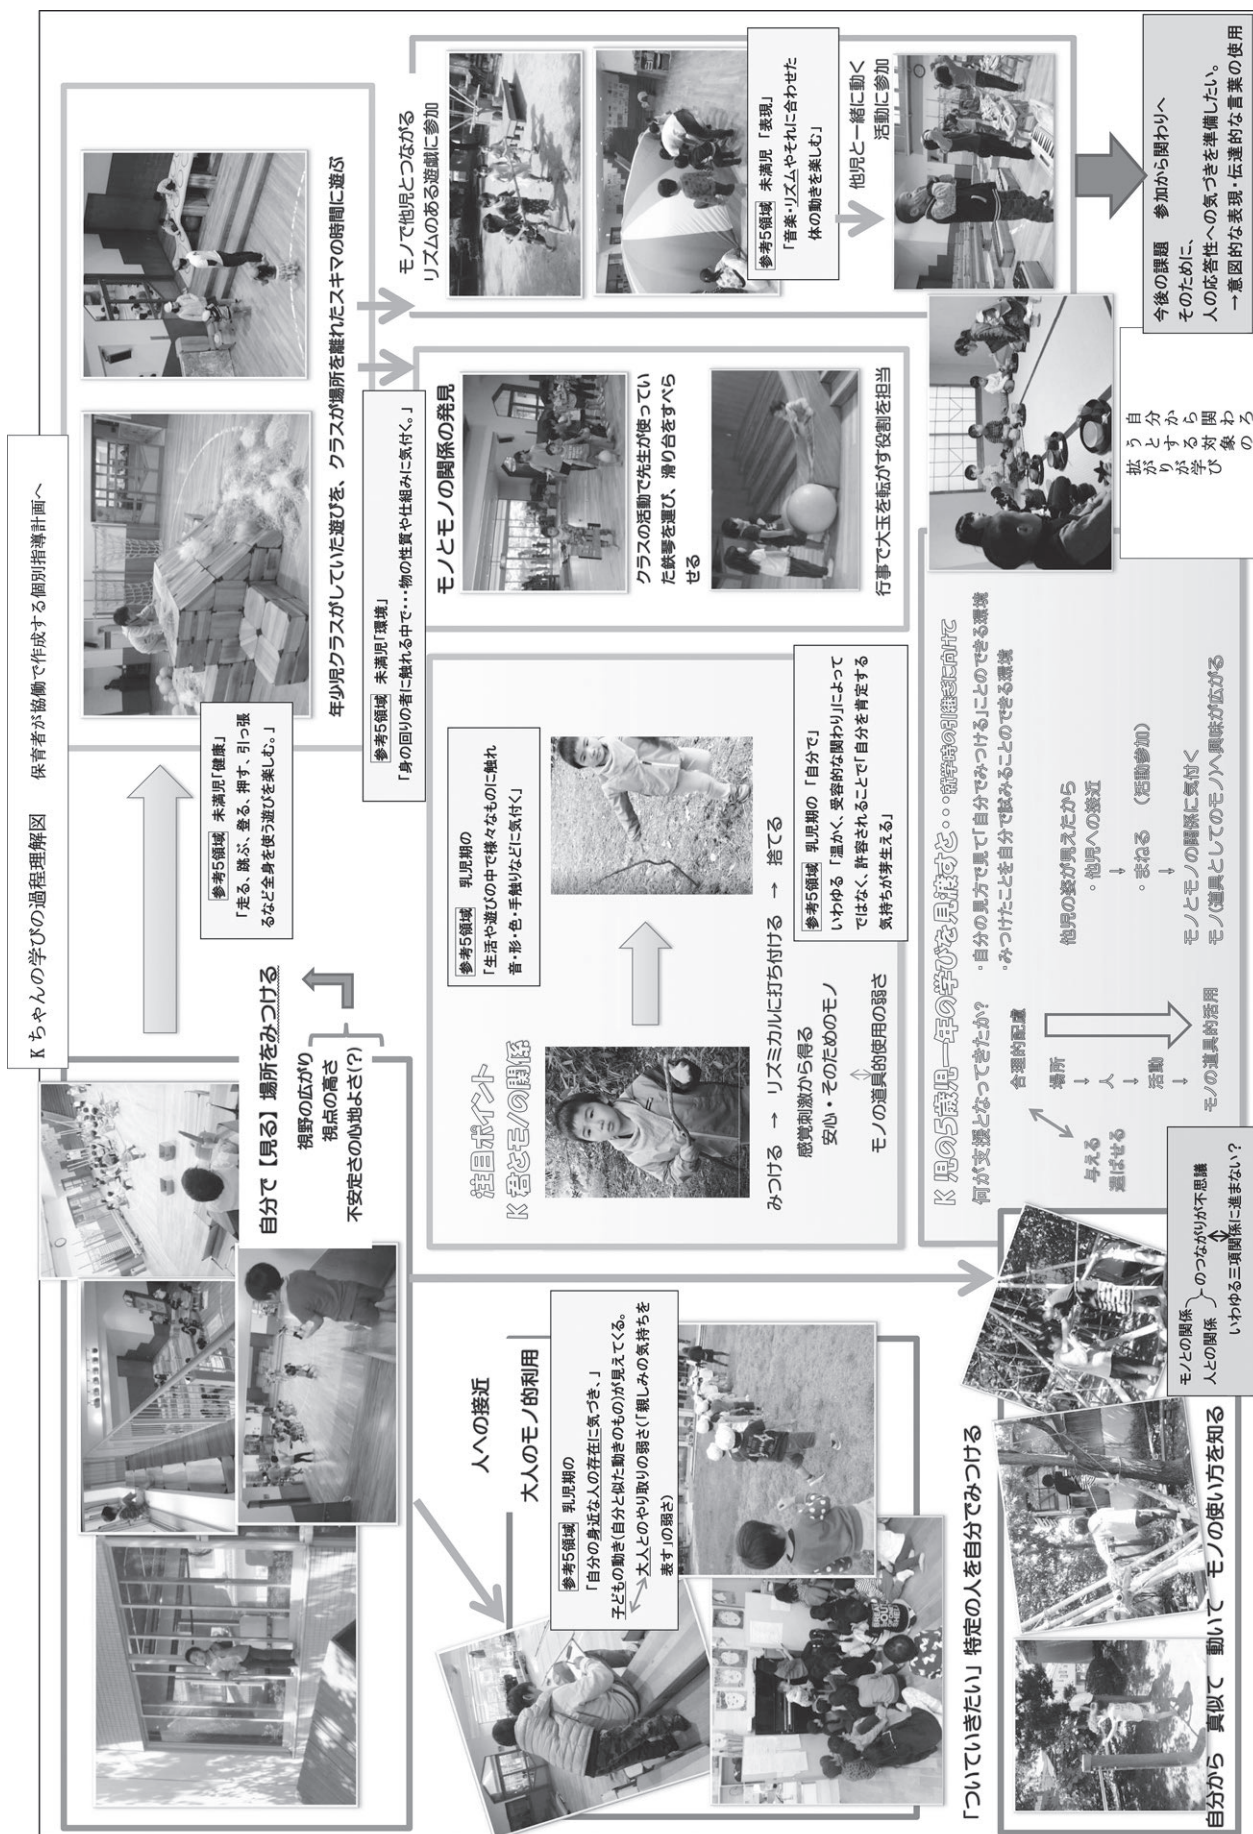 Kちゃんの学びの過程理解図　　保育者が協働で作成する個別指導計画へ
自分で【見る】場所をみつける
視野の広がり
視点の高さ
不安定さの心地よさ(?)
参考5領域　未満児「健康」
「走る、跳ぶ、登る、押す、引っ張
るなど全身を使う遊びを楽しむ。」
年少児クラスがしていた遊びを、クラスが場所を離れたスキマの時間に遊ぶ
人への接近
大人のモノ的利用
参考5領域　乳児期の
「自分の身近な人の存在に気づき、」
子どもの動き(自分と似た動きのもの)が見えてくる。
大人とのやり取りの弱さ(「親しみの気持ちを
表す」の弱さ)
「ついていきたい」特定の人を自分でみつける
注目ポイント
K 君とモノの関係
参考5領域　乳児期の
「生活や遊びの中で様々なものに触れ
音・形・色・手触りなどに気付く」
みつける　→　リズミカルに打ち付ける　→　捨てる
感覚刺激から得る
安心・そのためのモノ
モノの道具的使用の弱さ
参考5領域　乳児期の「自分で」
いわゆる「温かく、受容的な関わり」によって
ではなく、許容されることで「自分を肯定する
気持ちが芽生える」
参考5領域　未満児「環境」
「身の回りの者に触れる中で・・・物の性質や仕組みに気付く。」
モノとモノの関係の発見
クラスの活動で先生が使ってい
た鉄琴を運び、滑り台をすべら
せる
行事で大玉を転がす役割を担当
モノで他児とつながる
リズムのある遊戯に参加
参考5領域　未満児　「表現」
「音楽・リズムやそれに合わせた
体の動きを楽しむ」
他児と一緒に動く
活動に参加
自分から　真似て　動いて　モノの使い方を知る
モノとの関係
人との関係
のつながりが不思議
いわゆる三項関係に進まない？
K 児の5歳児一年の学びを見渡すと・・・就学時の引継ぎに向けて
何が支援となってきたか？
・自分の見方で見て「自分でみつける」ことのできる環境
・みつけたことを自分で試みることのできる環境
合理的配慮
与える
選ばせる
場所
↓
人
↓
活動
↓
モノの道具的活用
他児の姿が見えたから
・他児への接近
↓
・まねる　（活動参加）
↓
モノとモノの関係に気付く
モノ(道具としてのモノ)へ興味が広がる
自分から関わろ
うとする対象の
拡がりが学び
今後の課題　　参加から関わりへ
そのために、
人の応答性への気づきを準備したい。
→意図的な表現・伝達的な言葉の使用